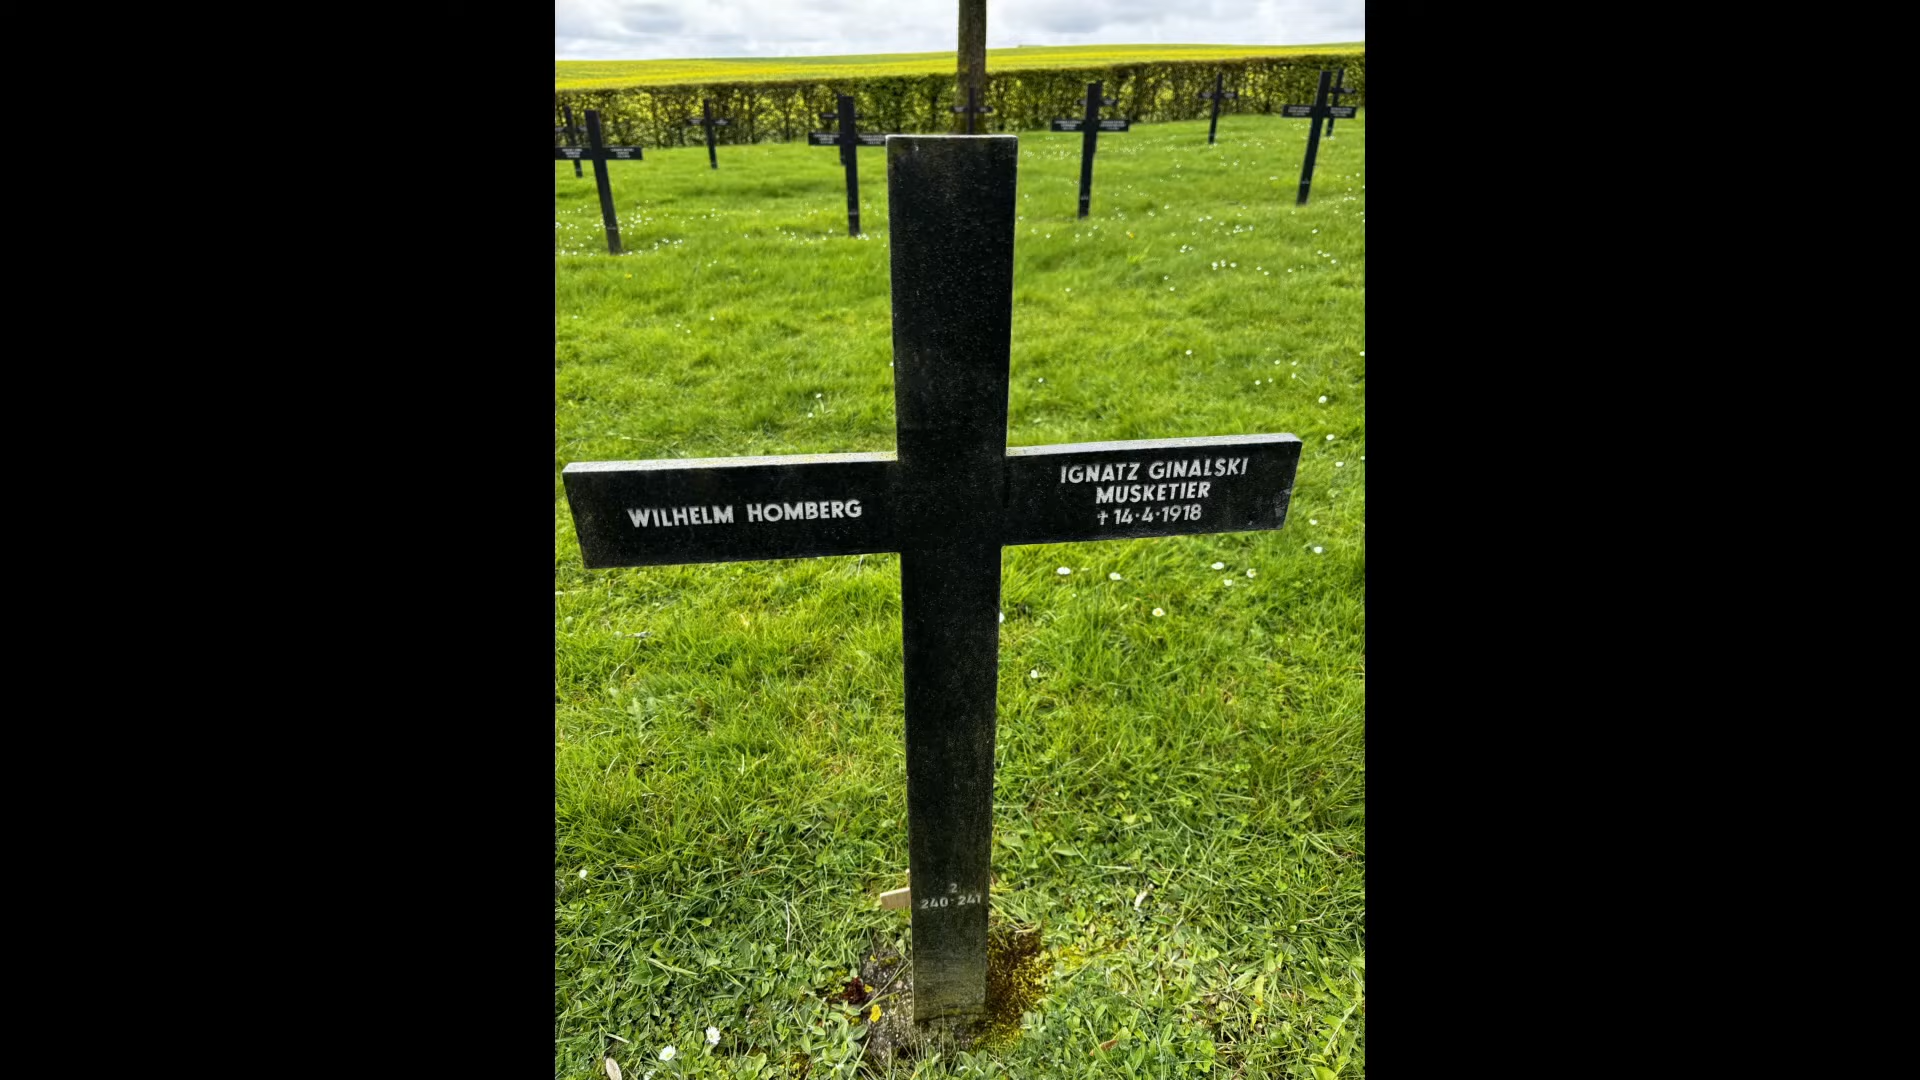 WILHELM HOMBERG
IGNATZ GINALSKI
MUSKETIER
† 14·4·1918
2
240·241